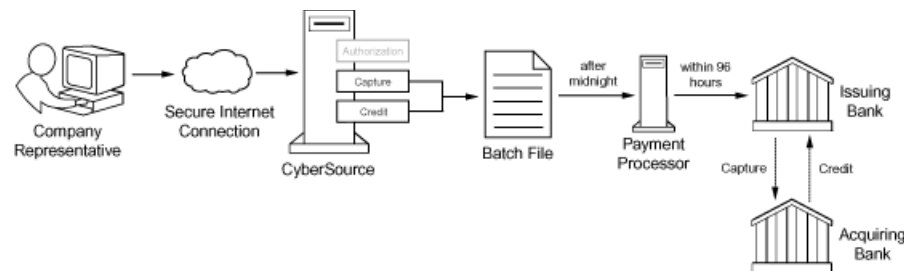 Authorization
Capture
Credit
Company
Representative
Secure Internet
Connection
CyberSource
Batch File
after
midnight
Payment
Processor
within 96
hours
Issuing
Bank
Capture
Credit
Acquiring
Bank